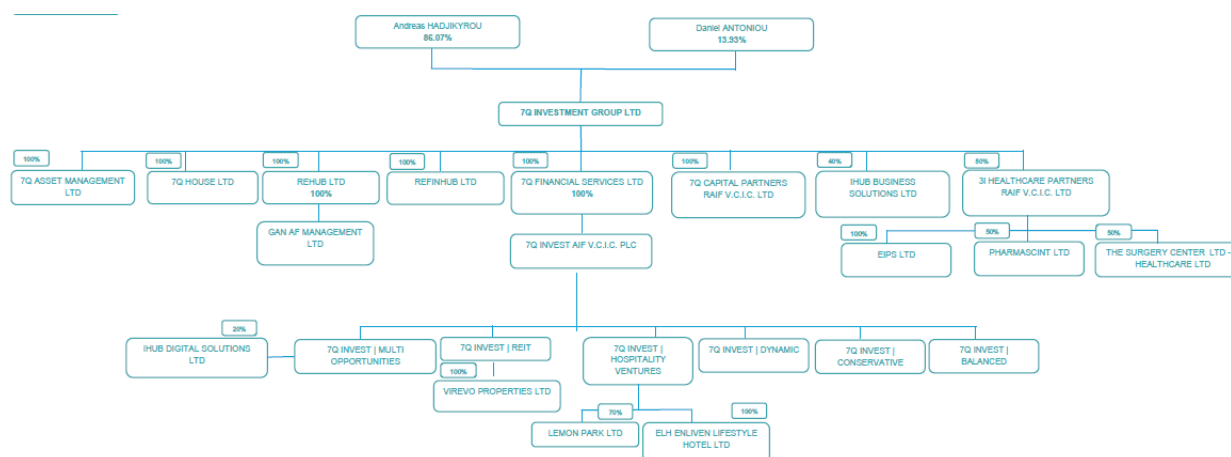 Andreas HADJIKYROU
86.07%
Daniel ANTONIOU
13.93%
7Q INVESTMENT GROUP LTD
100%
100%
100%
100%
100%
100%
40%
50%
7Q ASSET MANAGEMENT
LTD
7Q HOUSE LTD
REHUB LTD
100%
REFINHUB LTD
7Q FINANCIAL SERVICES LTD
100%
7Q CAPITAL PARTNERS
RAIF V.C.I.C. LTD
IHUB BUSINESS
SOLUTIONS LTD
3I HEALTHCARE PARTNERS
RAIF V.C.I.C. LTD
GAN AF MANAGEMENT
LTD
7Q INVEST AIF V.C.I.C. PLC
100%
50%
50%
EIPS LTD
PHARMASCINT LTD
THE SURGERY CENTER LTD -
HEALTHCARE LTD
20%
IHUB DIGITAL SOLUTIONS
LTD
7Q INVEST | MULTI
OPPORTUNITIES
7Q INVEST | REIT
7Q INVEST |
HOSPITALITY
VENTURES
7Q INVEST | DYNAMIC
7Q INVEST |
CONSERVATIVE
7Q INVEST |
BALANCED
100%
VIREVO PROPERTIES LTD
70%
100%
LEMON PARK LTD
ELH ENLIVEN LIFESTYLE
HOTEL LTD